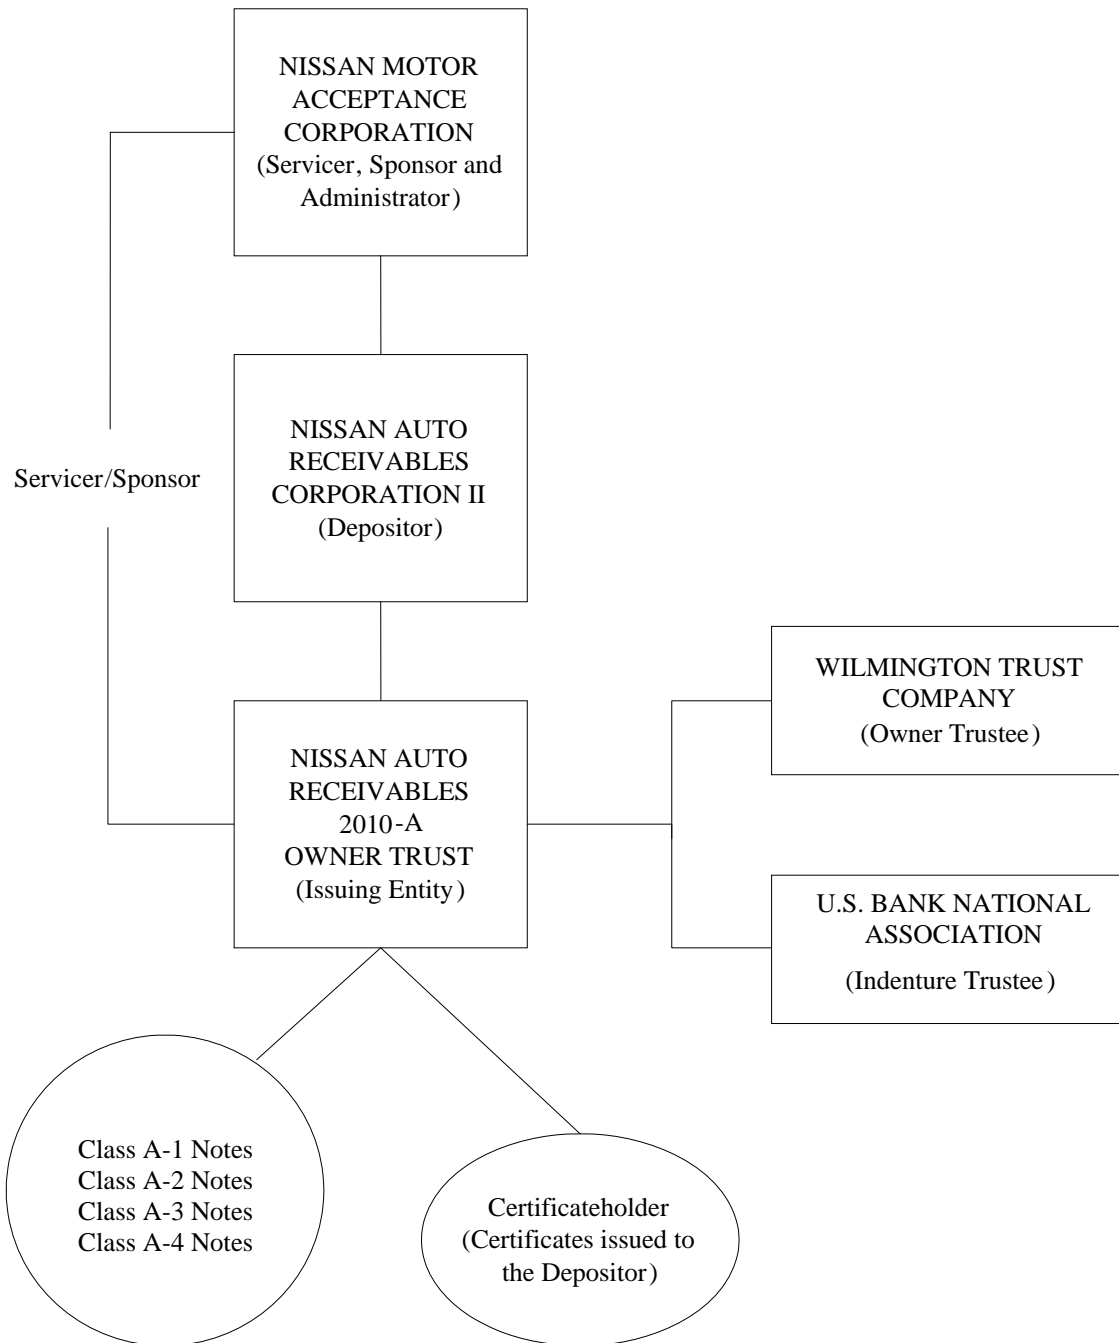 NISSAN MOTOR
ACCEPTANCE
CORPORATION
(Servicer, Sponsor and
Administrator)
NISSAN AUTO
RECEIVABLES
CORPORATION II
(Depositor)
Servicer/Sponsor
NISSAN AUTO
RECEIVABLES
2010-A
OWNER TRUST
(Issuing Entity)
WILMINGTON TRUST
COMPANY
(Owner Trustee)
U.S. BANK NATIONAL
ASSOCIATION
(Indenture Trustee)
Class A-1 Notes
Class A-2 Notes
Class A-3 Notes
Class A-4 Notes
Certificateholder
(Certificates issued to
the Depositor)